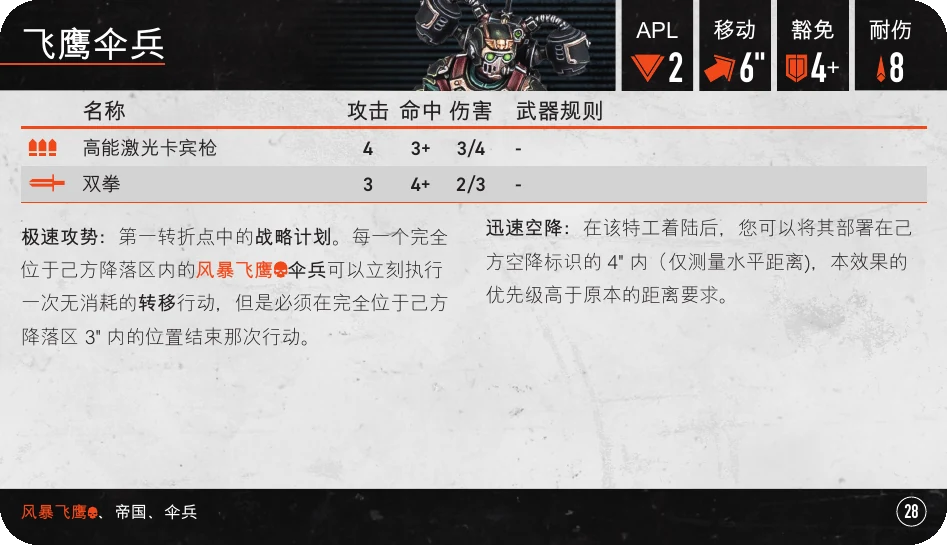 飞鹰伞兵
APL 移动 豁免 耐伤
2 6" 4+ 8
名称 攻击 命中 伤害 武器规则
高能激光卡宾枪 4 3+ 3/4 -
双拳 3 4+ 2/3 -
极速攻势：第一转折点中的战略计划。每一个完全
位于己方降落区内的风暴飞鹰伞兵可以立刻执行
一次无消耗的转移行动，但是必须在完全位于己方
降落区 3" 内的位置结束那次行动。
迅速空降：在该特工着陆后，您可以将其部署在己
方空降标识的 4" 内（仅测量水平距离)，本效果的
优先级高于原本的距离要求。
风暴飞鹰、帝国、伞兵
28